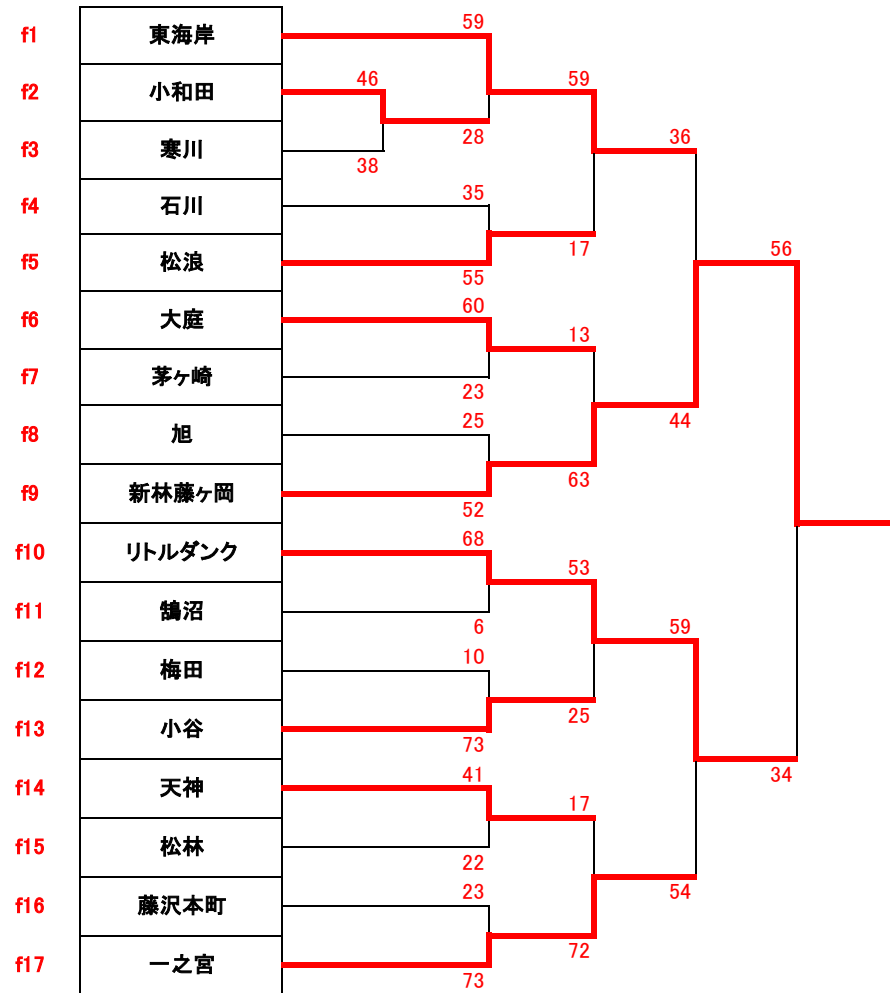 f1 東海岸 59
f2 小和田 46 59
f3 寒川 38 28 36
f4 石川 35
f5 松浪 55 17 56
f6 大庭 60 13
f7 茅ヶ崎 23
f8 旭 25 44
f9 新林藤ヶ岡 52 63
f10 リトルダンク 68 53
f11 鵠沼 6 59
f12 梅田 10
f13 小谷 73 25
f14 天神 41 17 34
f15 松林 22
f16 藤沢本町 23 54
f17 一之宮 73 72